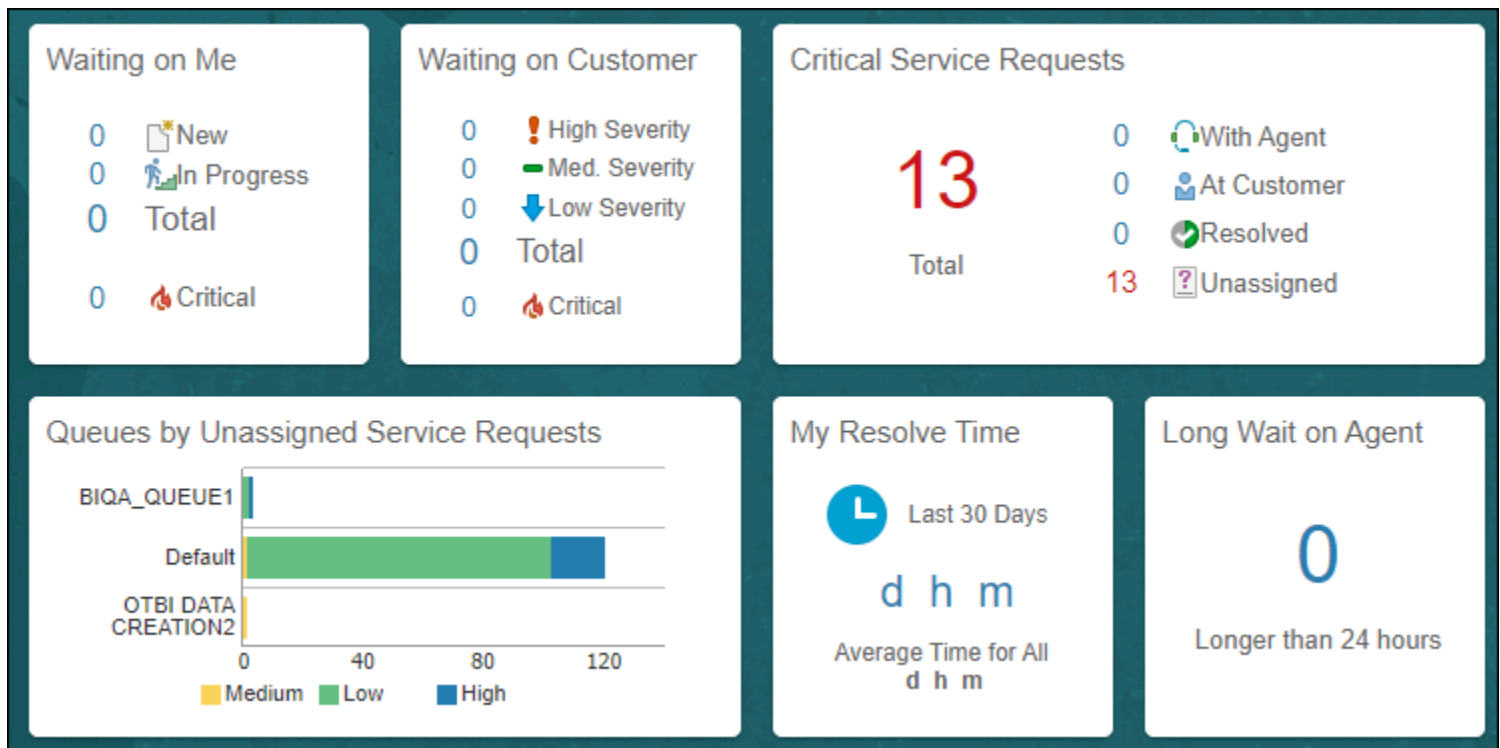 Waiting on Me
0 New
0 In Progress
0 Total
0 Critical
Waiting on Customer
0 High Severity
0 Med. Severity
0 Low Severity
0 Total
0 Critical
Critical Service Requests
13
Total
0 With Agent
0 At Customer
0 Resolved
13 ? Unassigned
Queues by Unassigned Service Requests
BIQA_QUEUE1
Default
OTBI DATA
CREATION2
0 40 80 120
Medium Low High
My Resolve Time
Last 30 Days
d h m
Average Time for All
d h m
Long Wait on Agent
0
Longer than 24 hours